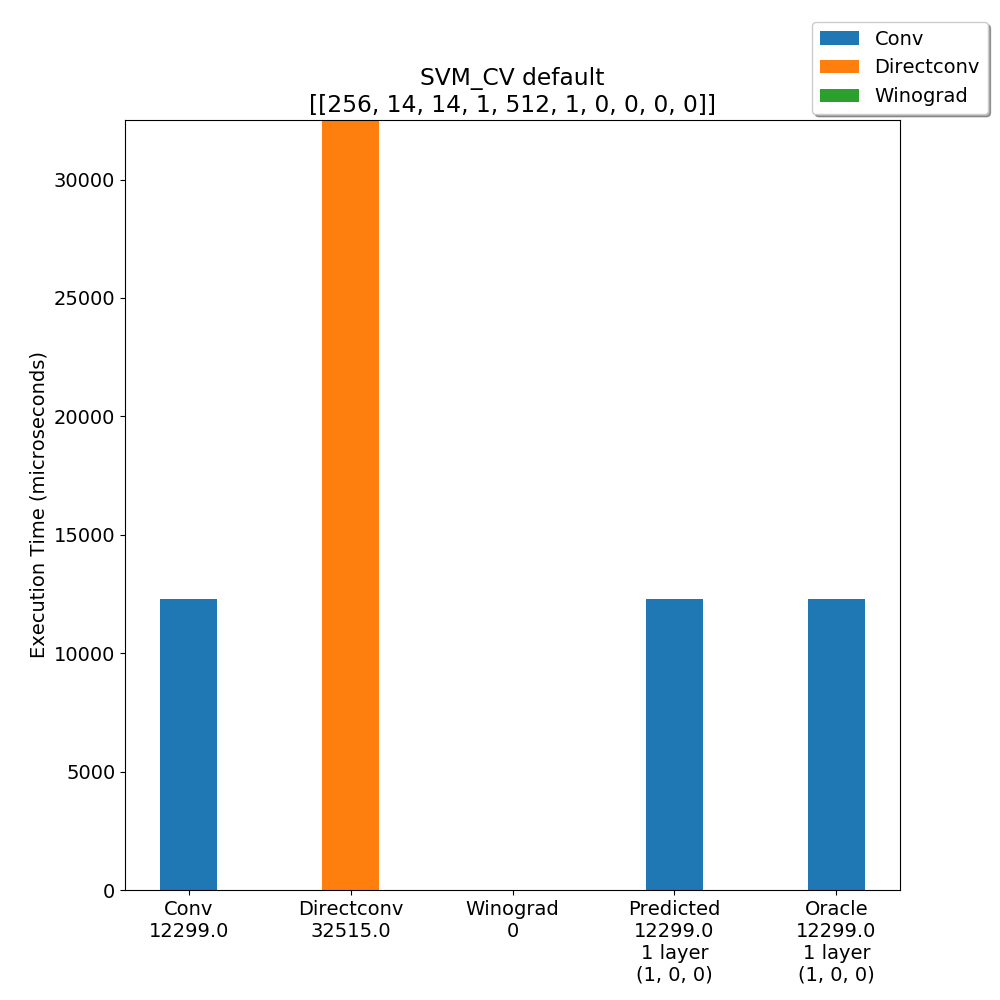 Conv
Directconv
Winograd
SVM_CV default
[[256, 14, 14, 1, 512, 1, 0, 0, 0, 0]]
Execution Time (microseconds)
30000
25000
20000
15000
10000
5000
0
Conv
12299.0
Directconv
32515.0
Winograd
0
Predicted
12299.0
1 layer
(1, 0, 0)
Oracle
12299.0
1 layer
(1, 0, 0)